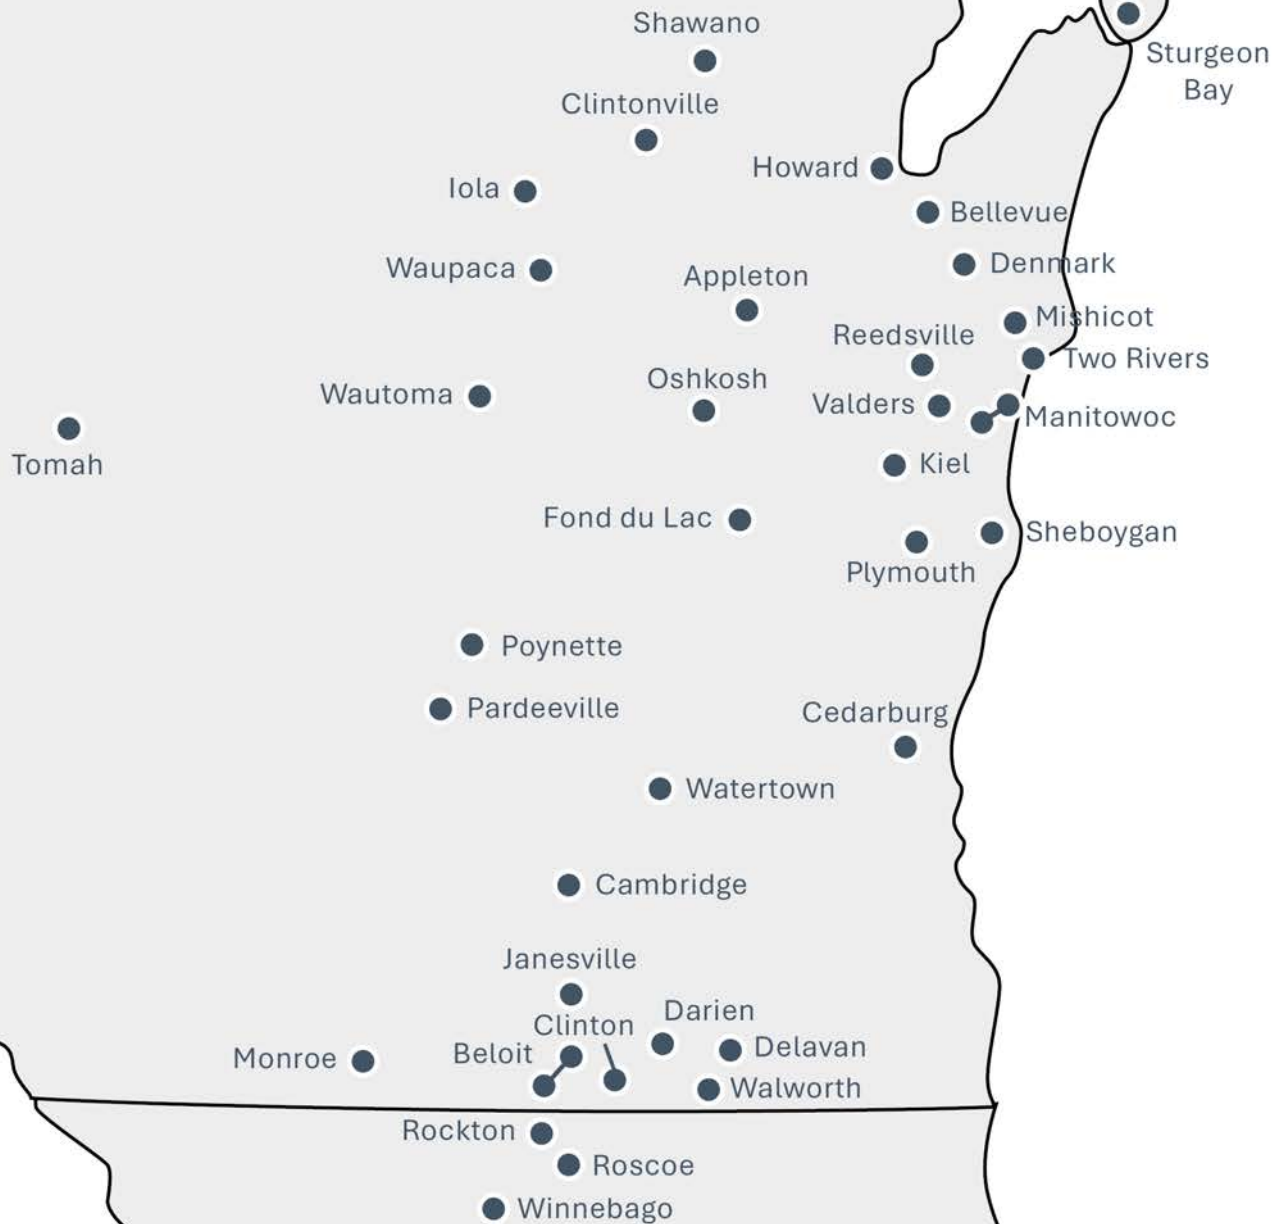 Shawano
Sturgeon
Bay
Clintonville
Howard
Iola
Bellevue
Denmark
Waupaca
Appleton
Mishicot
Reedsville
Two Rivers
Oshkosh
Wautoma
Valders
Manitowoc
Tomah
Kiel
Fond du Lac
Sheboygan
Plymouth
Poynette
Pardeeville
Cedarburg
Watertown
Cambridge
Janesville
Darien
Clinton
Delavan
Beloit
Monroe
Walworth
Rockton
Roscoe
Winnebago